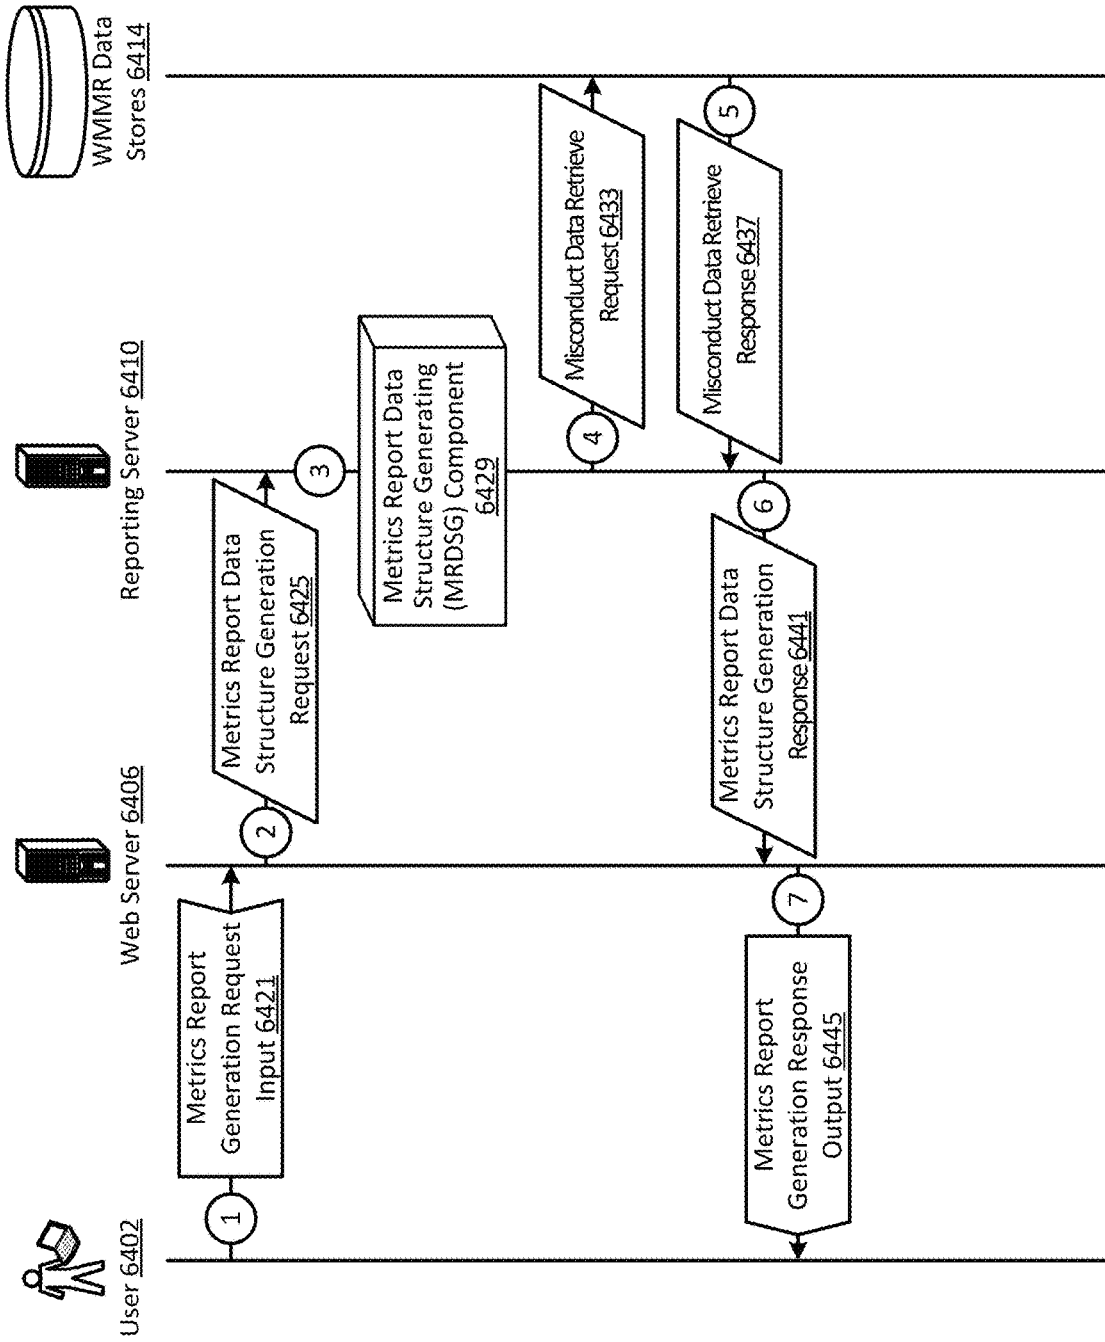 User 6402
Web Server 6406
Reporting Server 6410
WMMR Data
Stores 6414
1
Metrics Report
Generation Request
Input 6421
2
Metrics Report Data
Structure Generation
Request 6425
3
Metrics Report Data
Structure Generating
(MRDSG) Component
6429
4
Misconduct Data Retrieve
Request 6433
5
Misconduct Data Retrieve
Response 6437
6
Metrics Report Data
Structure Generation
Response 6441
7
Metrics Report
Generation Response
Output 6445